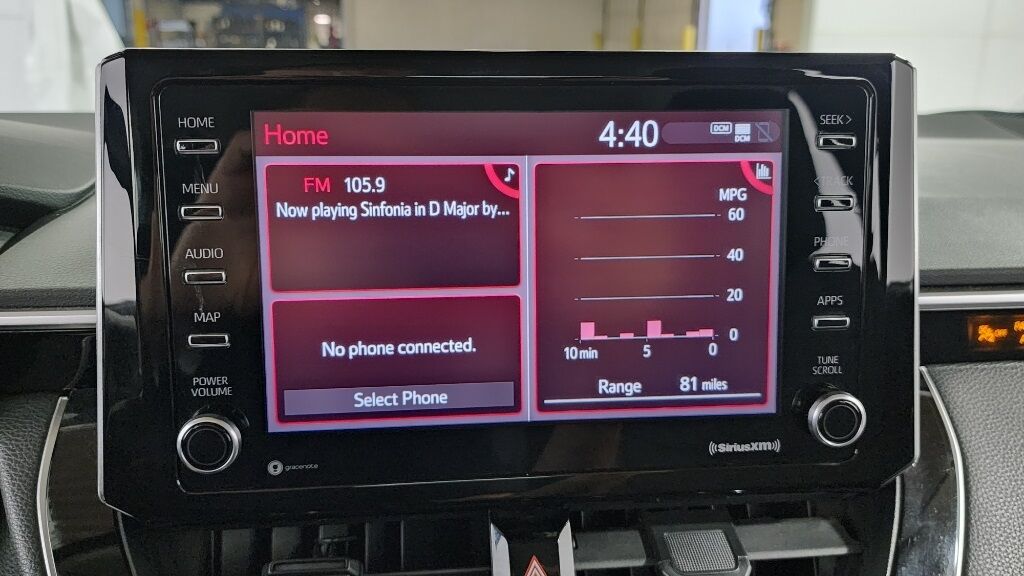 HOME
MENU
AUDIO
MAP
POWER
VOLUME
Home
4:40
DCM
DCM
FM 105.9
Now playing Sinfonia in D Major by...
No phone connected.
Select Phone
MPG
60
40
20
0
10 min 5 0
Range 81 miles
SEEK >
< TRACK
PHONE
APPS
TUNE
SCROLL
gracenote
((SiriusXM))